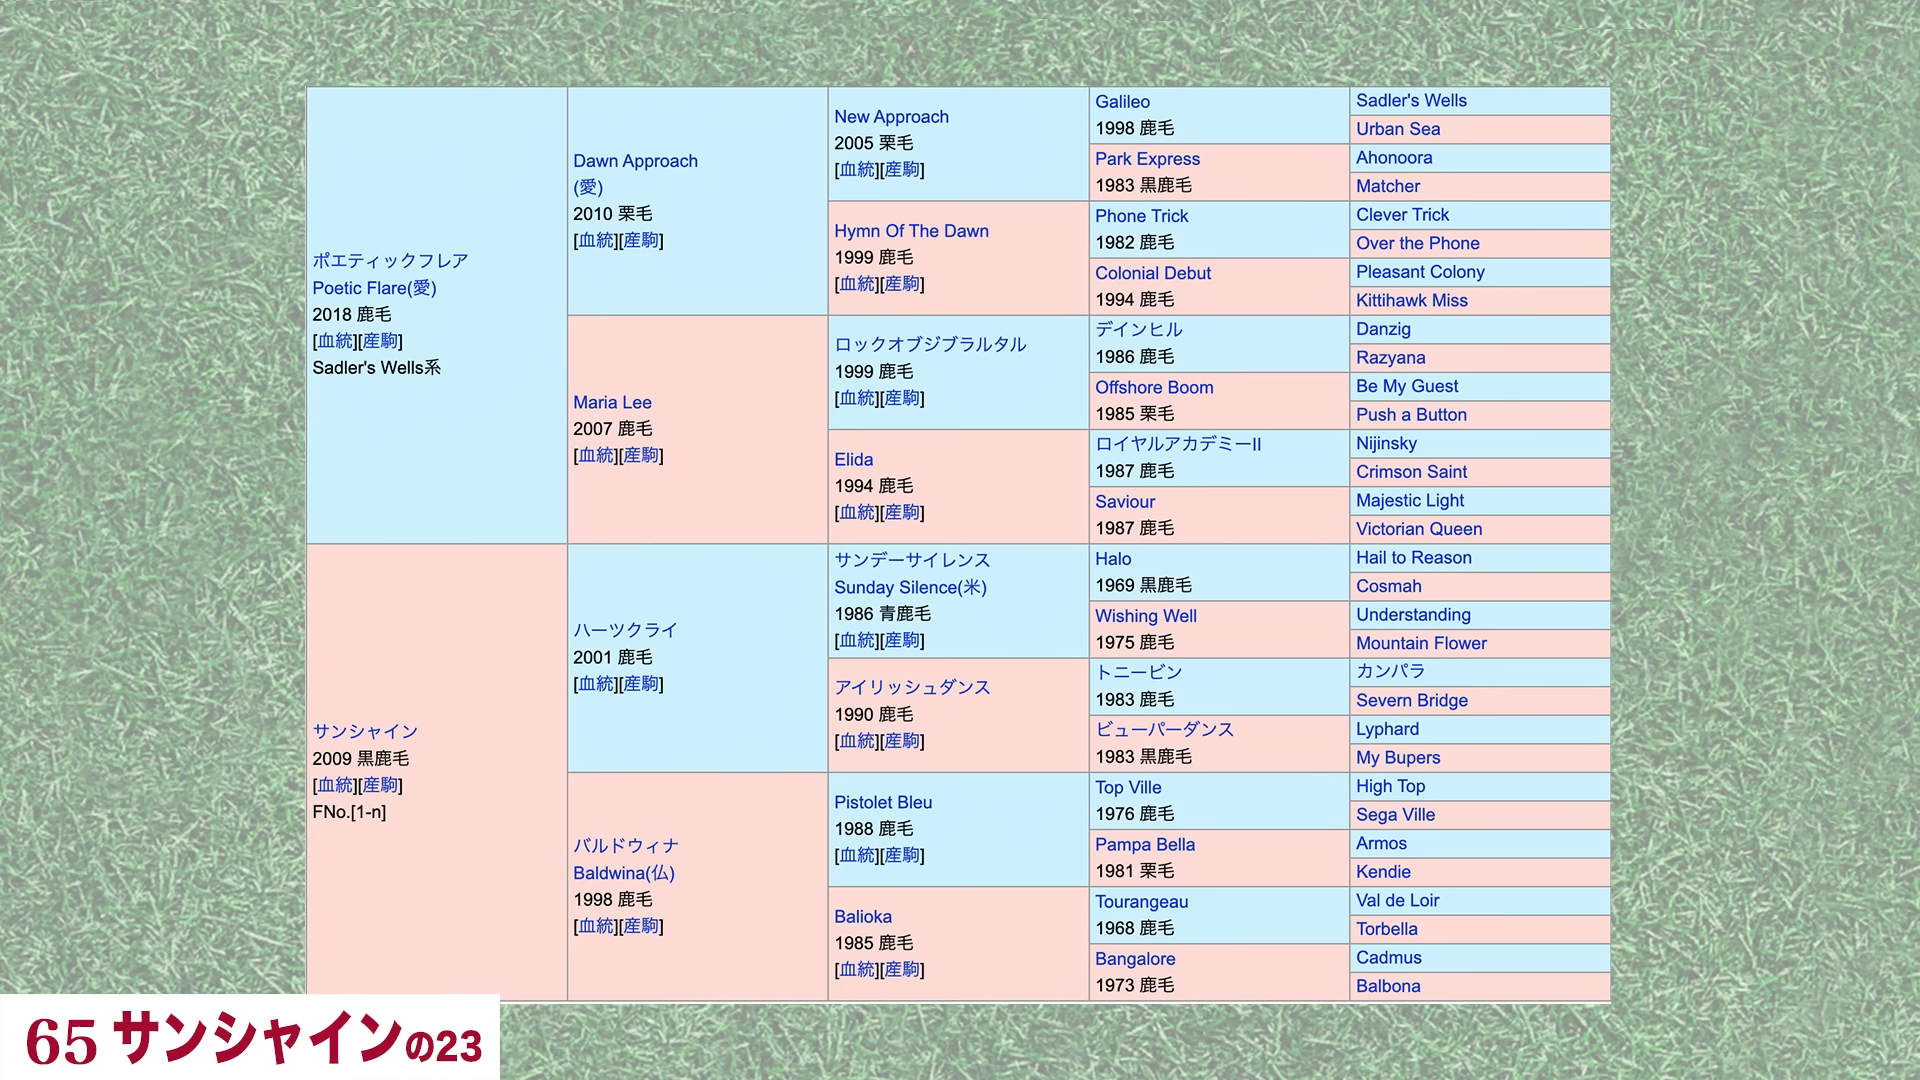 ポエティックフレア
Poetic Flare(愛)
2018 鹿毛
[血統][産駒]
Sadler's Wells系
サンシャイン
2009 黒鹿毛
[血統][産駒]
FNo.[1-n]
Dawn Approach
(愛)
2010 栗毛
[血統][産駒]
Maria Lee
2007 鹿毛
[血統][産駒]
ハーツクライ
2001 鹿毛
[血統][産駒]
バルドウィナ
Baldwina(仏)
1998 鹿毛
[血統][産駒]
New Approach
2005 栗毛
[血統][産駒]
Hymn Of The Dawn
1999 鹿毛
[血統][産駒]
ロックオブジブラルタル
1999 鹿毛
[血統][産駒]
Elida
1994 鹿毛
[血統][産駒]
サンデーサイレンス
Sunday Silence(米)
1986 青鹿毛
[血統][産駒]
アイリッシュダンス
1990 鹿毛
[血統][産駒]
Pistolet Bleu
1988 鹿毛
[血統][産駒]
Balioka
1985 鹿毛
[血統][産駒]
Galileo
1998 鹿毛
Park Express
1983 黒鹿毛
Phone Trick
1982 鹿毛
Colonial Debut
1994 鹿毛
デインヒル
1986 鹿毛
Offshore Boom
1985 栗毛
ロイヤルアカデミーII
1987 鹿毛
Saviour
1987 鹿毛
Halo
1969 黒鹿毛
Wishing Well
1975 鹿毛
トニービン
1983 鹿毛
ビューパーダンス
1983 黒鹿毛
Top Ville
1976 鹿毛
Pampa Bella
1981 栗毛
Tourangeau
1968 鹿毛
Bangalore
1973 鹿毛
Sadler's Wells
Urban Sea
Ahonoora
Matcher
Clever Trick
Over the Phone
Pleasant Colony
Kittihawk Miss
Danzig
Razyana
Be My Guest
Push a Button
Nijinsky
Crimson Saint
Majestic Light
Victorian Queen
Hail to Reason
Cosmah
Understanding
Mountain Flower
カンパラ
Severn Bridge
Lyphard
My Bupers
High Top
Sega Ville
Armos
Kendie
Val de Loir
Torbella
Cadmus
Balbona
65 サンシャインの23